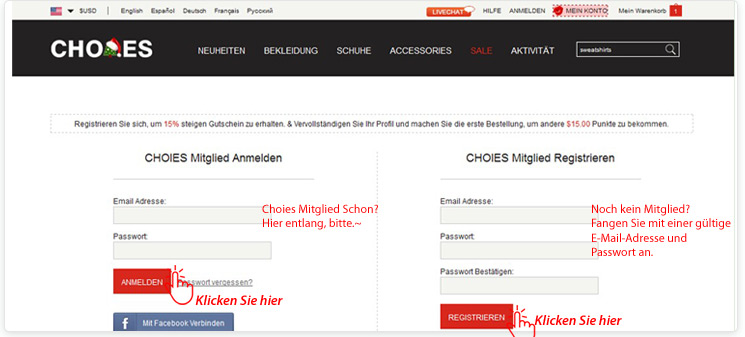 $USD | English Español Deutsch Français Русский LIVECHAT HILFE ANMELDEN MEIN KONTO Mein Warenkorb 1
CHOIES NEUHEITEN BEKLEIDUNG SCHUHE ACCESSORIES SALE AKTIVITÄT sweatshirts
Registrieren Sie sich, um 15% steigen Gutschein zu erhalten. & Vervollständigen Sie Ihr Profil und machen Sie die erste Bestellung, um andere $15.00 Punkte zu bekommen.
CHOIES Mitglied Anmelden
Email Adresse:
Choies Mitglied Schon?
Hier entlang, bitte.~
Passwort:
ANMELDEN
Passwort vergessen?
Klicken Sie hier
Mit Facebook Verbinden
CHOIES Mitglied Registrieren
Email Adresse:
Noch kein Mitglied?
Fangen Sie mit einer gültige
E-Mail-Adresse und
Passwort an.
Passwort:
Passwort Bestätigen:
REGISTRIEREN
Klicken Sie hier